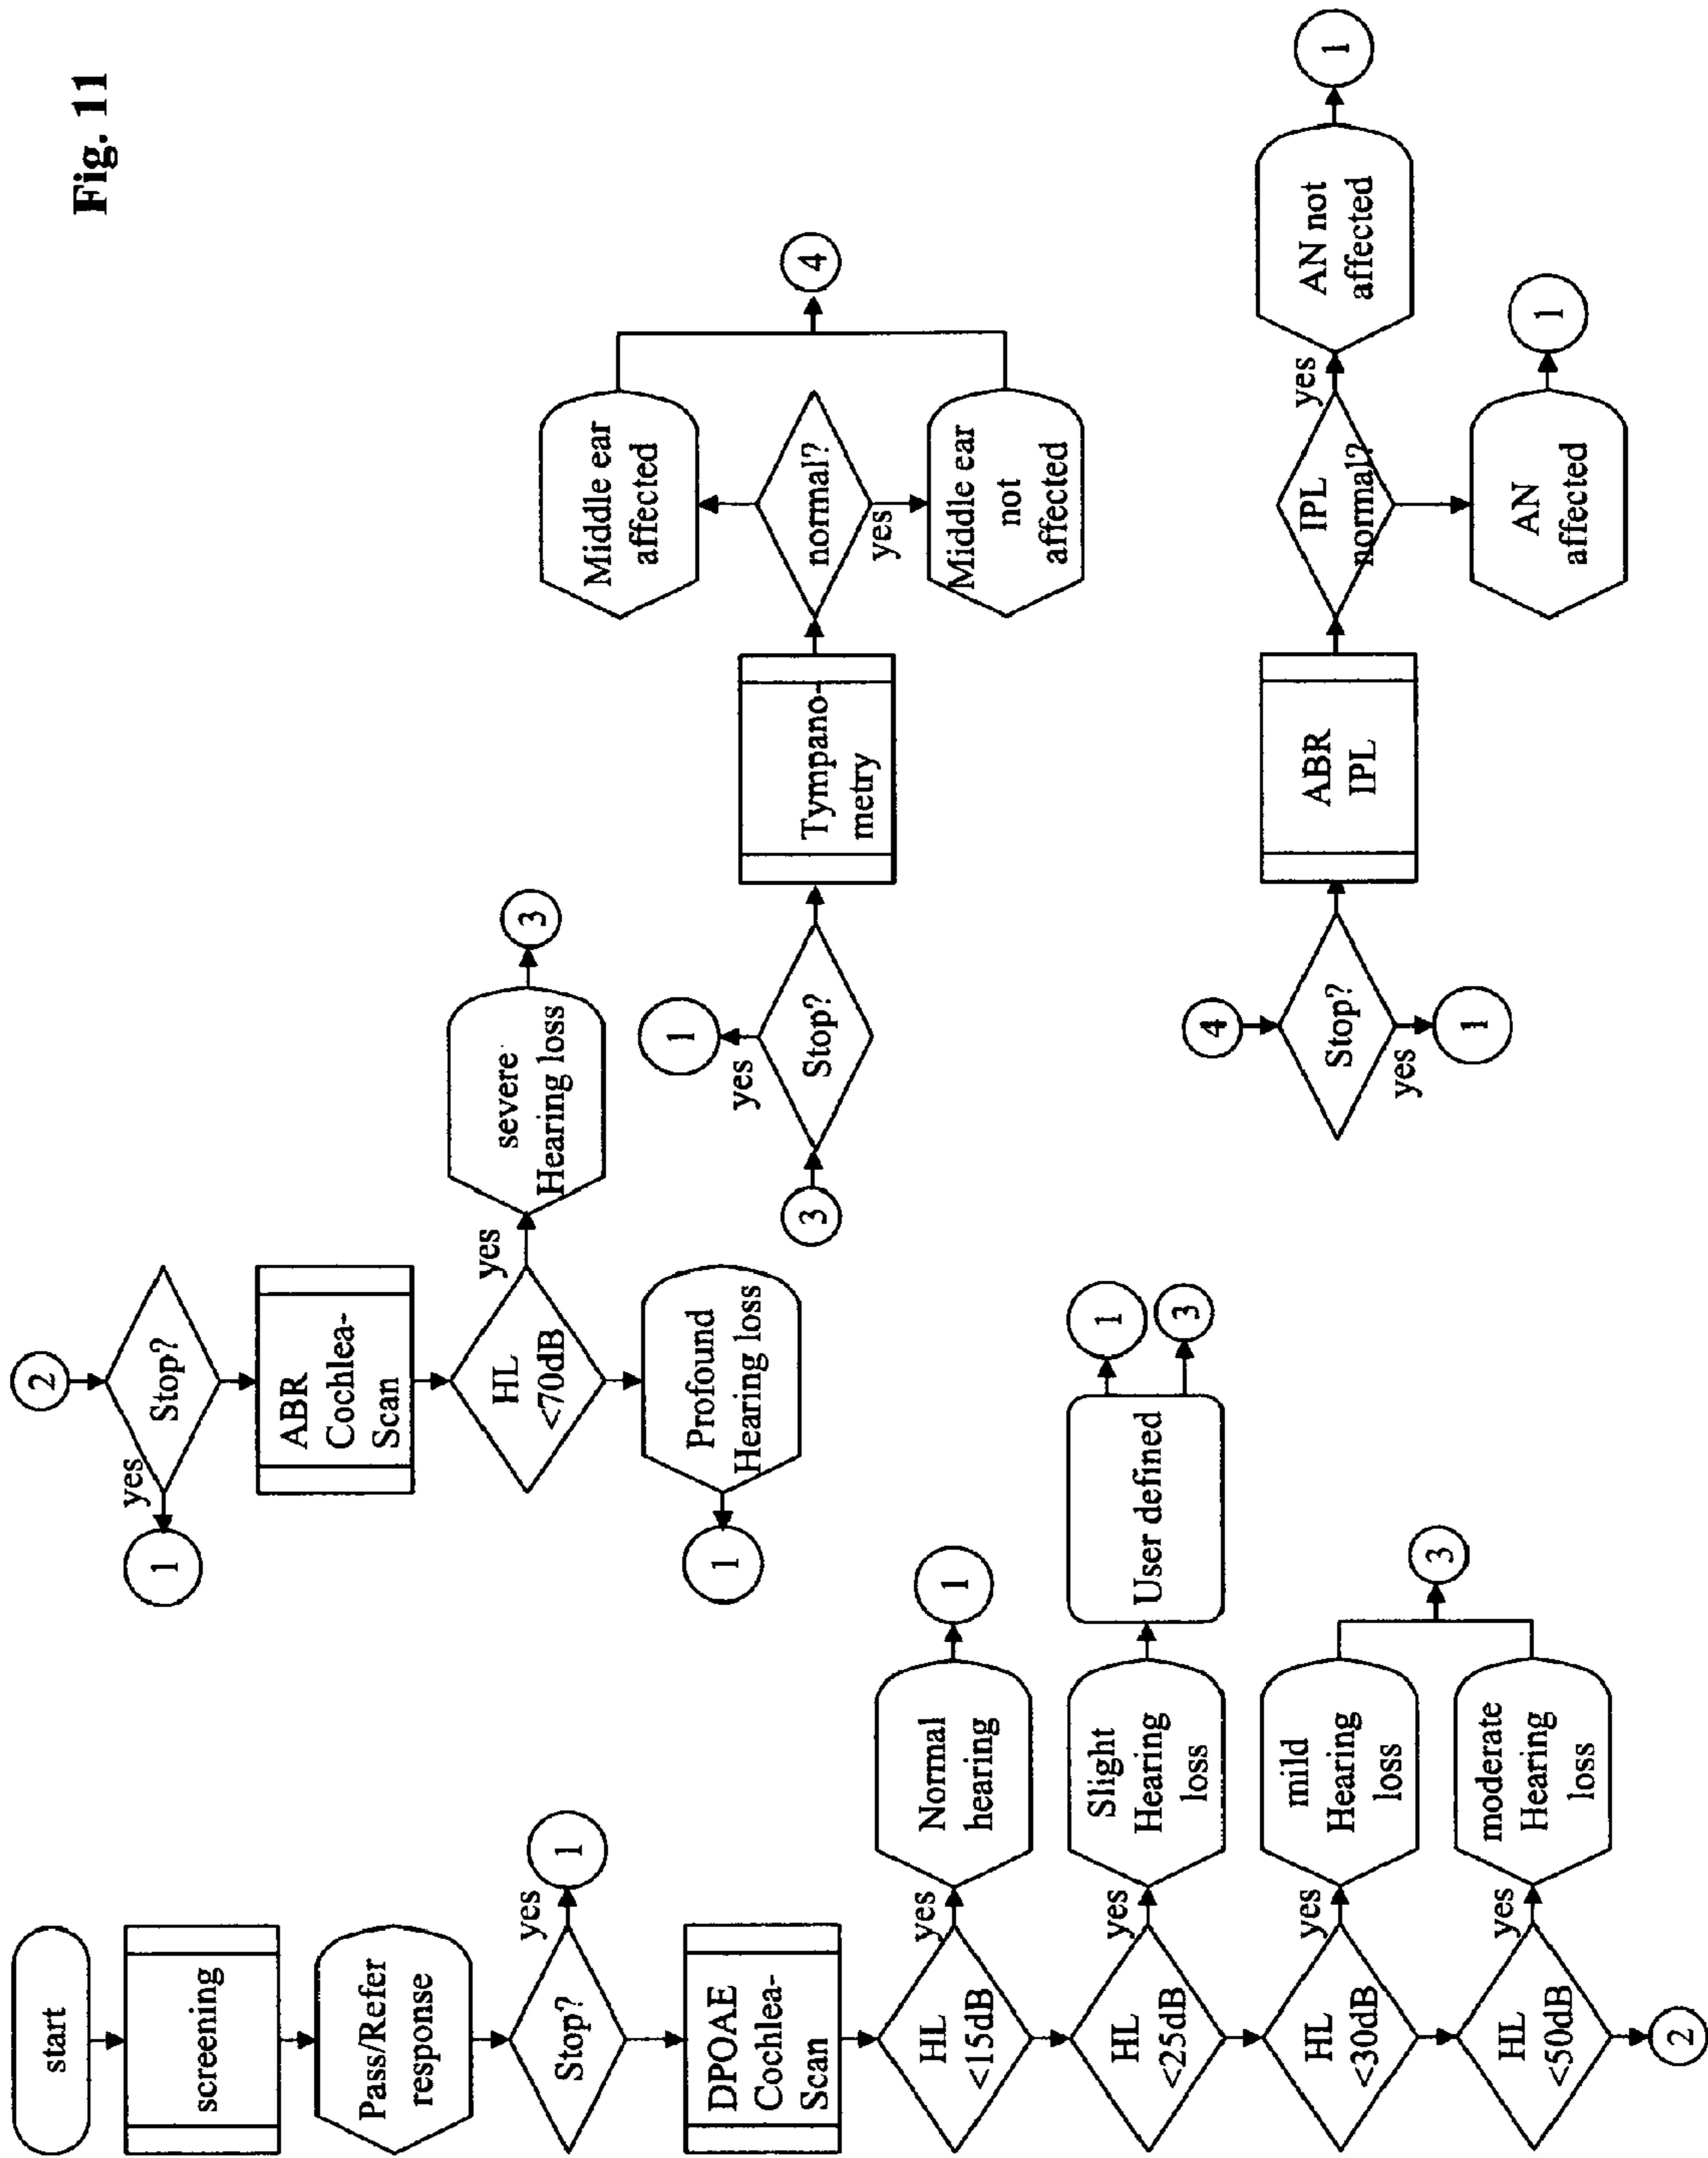 Fig. 11
start
screening
Pass/Refer
response
Stop?
yes
1
DPOAE
Cochlea-
Scan
HL
<15dB
yes
Normal
hearing
1
HL
<25dB
yes
Slight
Hearing
loss
User defined
1
3
HL
<30dB
yes
mild
Hearing
loss
HL
<50dB
yes
moderate
Hearing
loss
3
2
2
Stop?
yes
1
ABR
Cochlea-
Scan
HL
<70dB
yes
severe
Hearing loss
3
Profound
Hearing loss
1
3
Stop?
yes
1
Tympano-
metry
normal?
yes
Middle ear
affected
Middle ear
not
affected
4
4
Stop?
yes
1
ABR
IPL
IPL
normal?
yes
AN not
affected
1
AN
affected
1